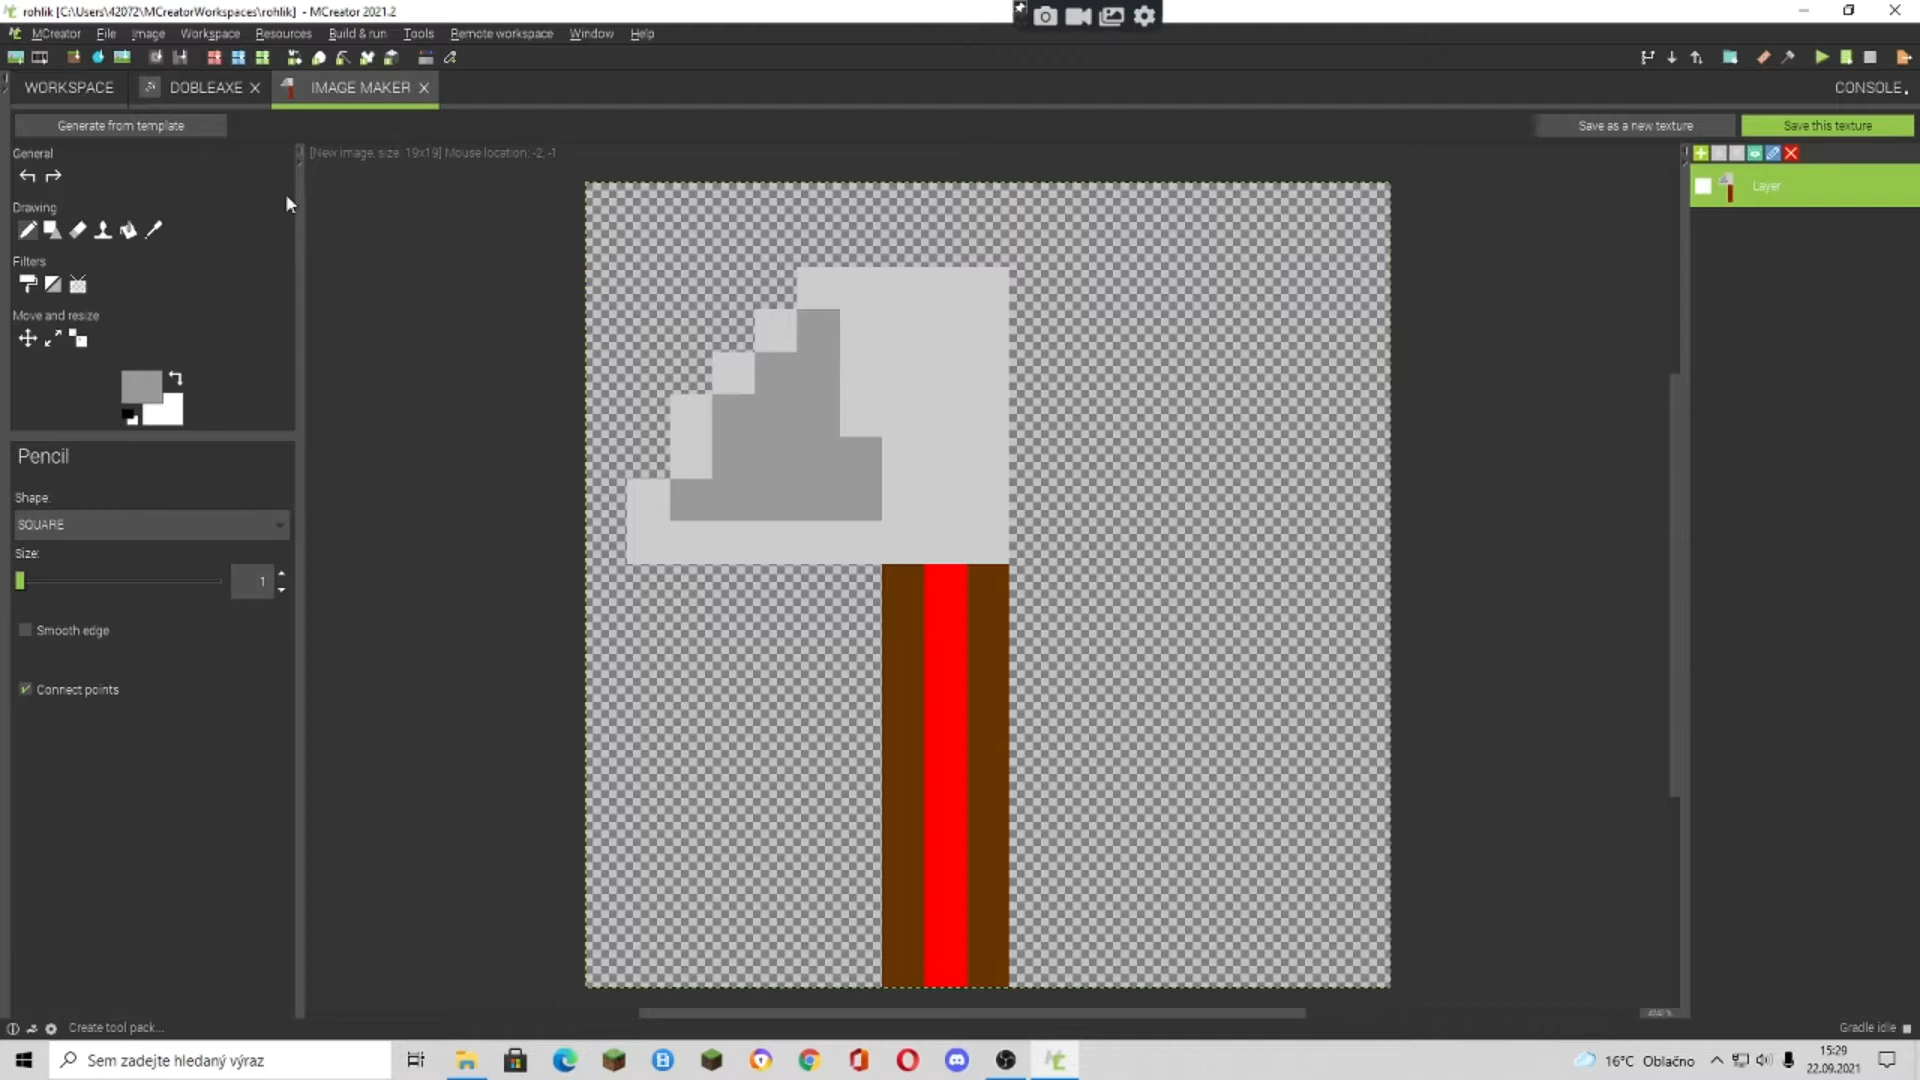 rohlik [C:\Users\42072\MCreatorWorkspaces\rohlik] - MCreator 2021.2
MCreator File Image Workspace Resources Build & run Tools Remote workspace Window Help
WORKSPACE DOBLEAXE IMAGE MAKER CONSOLE
Generate from template Save as a new texture Save this texture
General
[New image, size: 19x19] Mouse location: -2, -1
Layer
Drawing
Filters
Move and resize
Pencil
Shape:
SQUARE
Size:
1
Smooth edge
Connect points
Create tool pack... Gradle idle
Sem zadejte hledaný výraz
16°C Oblačno
15:29
22.09.2021